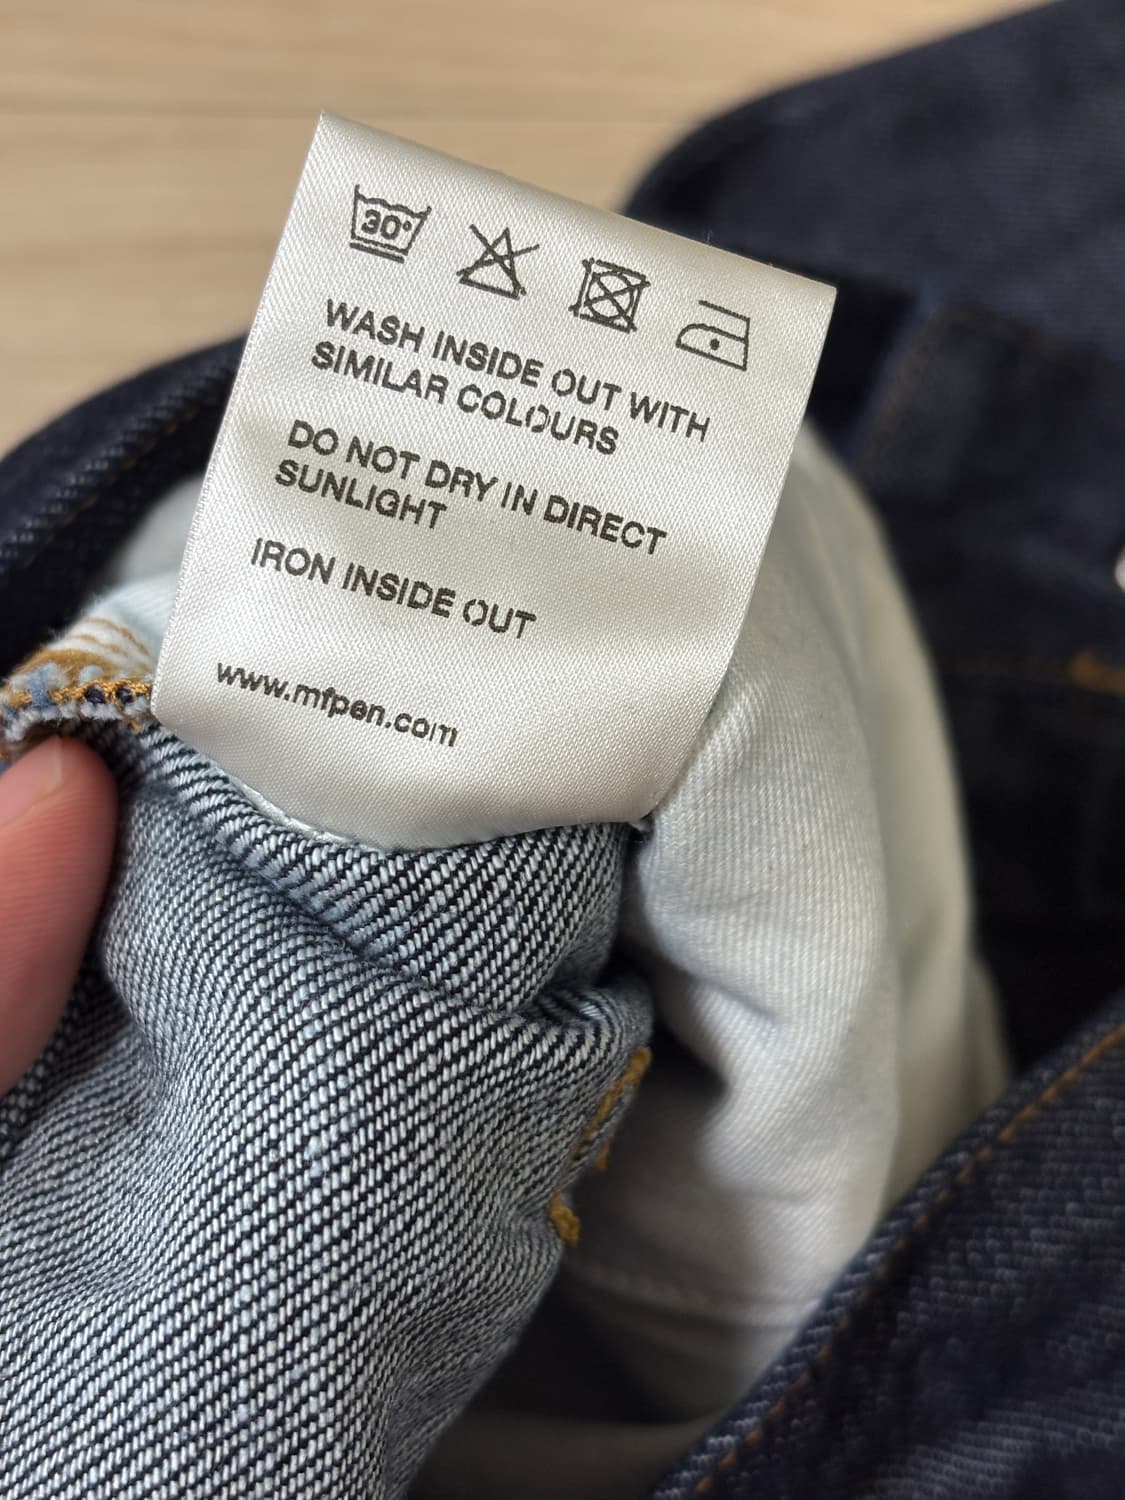 30°
WASH INSIDE OUT WITH
SIMILAR COLOURS
DO NOT DRY IN DIRECT
SUNLIGHT
IRON INSIDE OUT
www.mfpen.com